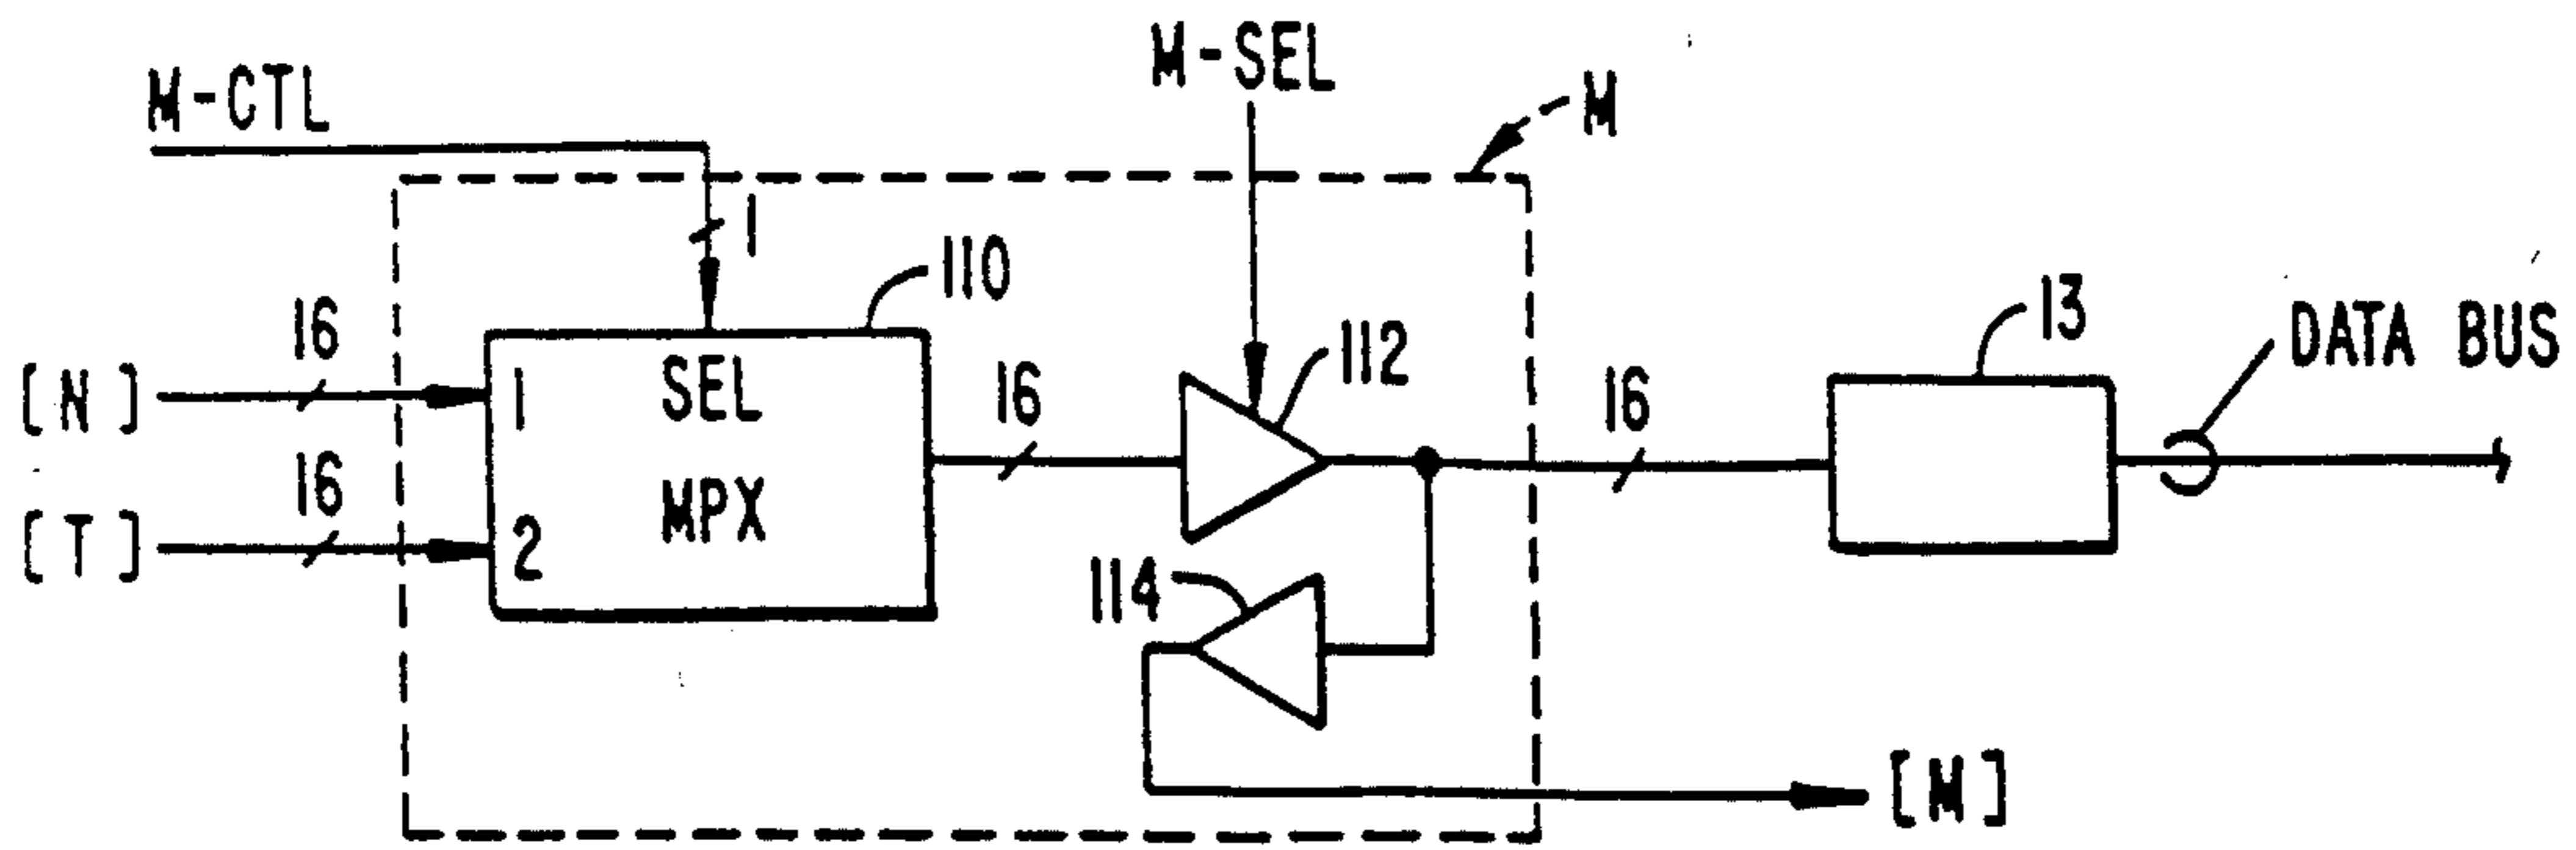 M-CTL
M-SEL
M
1
110
16
[N]
1
SEL
16
112
16
13
DATA BUS
16
[T]
2
MPX
114
[M]